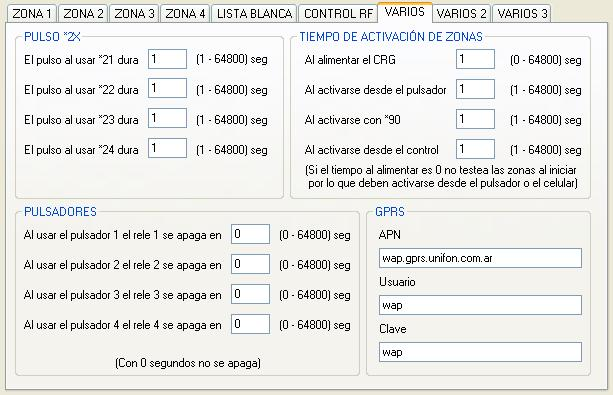 ZONA 1 ZONA 2 ZONA 3 ZONA 4 LISTA BLANCA CONTROL RF VARIOS VARIOS 2 VARIOS 3
PULSO *2X
El pulso al usar *21 dura 1 (1 - 64800) seg
El pulso al usar *22 dura 1 (1 - 64800) seg
El pulso al usar *23 dura 1 (1 - 64800) seg
El pulso al usar *24 dura 1 (1 - 64800) seg
TIEMPO DE ACTIVACIÓN DE ZONAS
Al alimentar el CRG 1 (0 - 64800) seg
Al activarse desde el pulsador 1 (1 - 64800) seg
Al activarse con *90 1 (1 - 64800) seg
Al activarse desde el control 1 (1 - 64800) seg
(Si el tiempo al alimentar es 0 no testea las zonas al iniciar
por lo que deben activarse desde el pulsador o el celular)
PULSADORES
Al usar el pulsador 1 el rele 1 se apaga en 0 (0 - 64800) seg
Al usar el pulsador 2 el rele 2 se apaga en 0 (0 - 64800) seg
Al usar el pulsador 3 el rele 3 se apaga en 0 (0 - 64800) seg
Al usar el pulsador 4 el rele 4 se apaga en 0 (0 - 64800) seg
(Con 0 segundos no se apaga)
GPRS
APN
wap.gprs.unifon.com.ar
Usuario
wap
Clave
wap